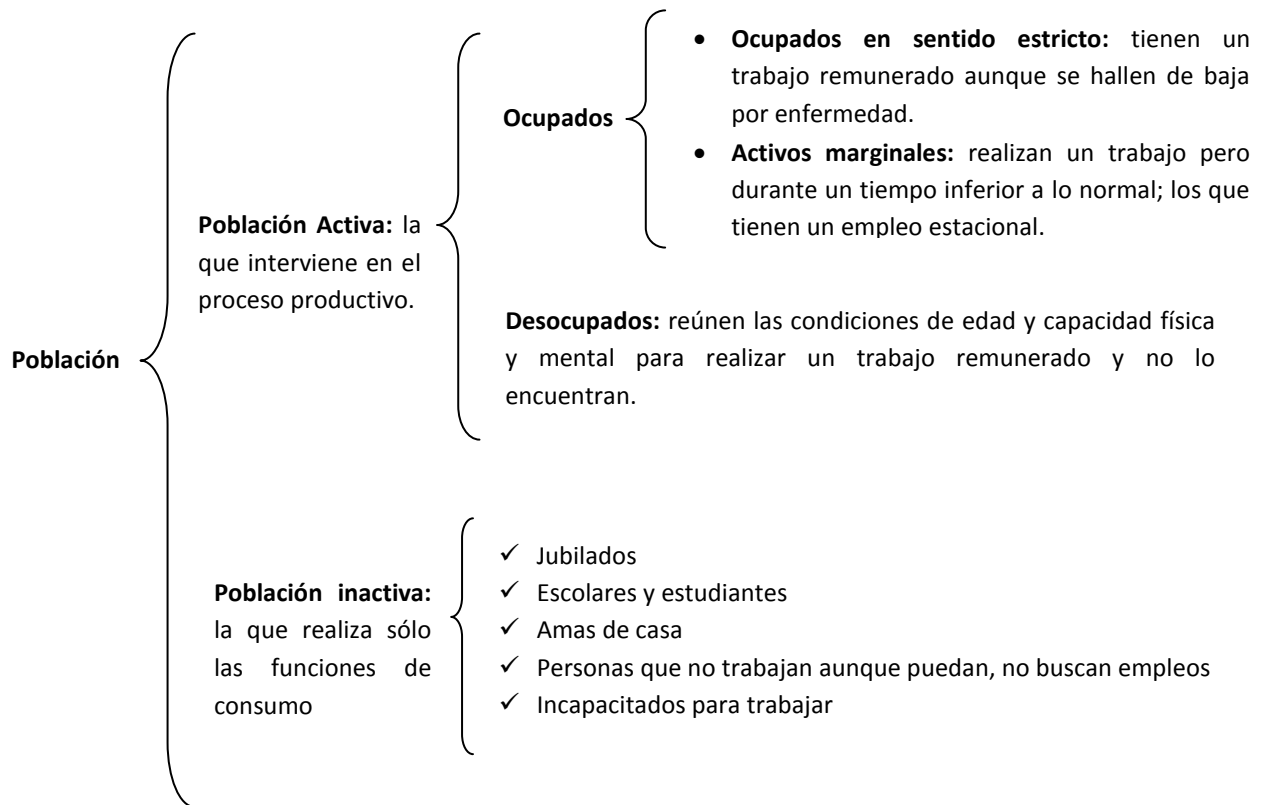 Población
Población Activa: la
que interviene en el
proceso productivo.
Ocupados
• Ocupados en sentido estricto: tienen un
trabajo remunerado aunque se hallen de baja
por enfermedad.
• Activos marginales: realizan un trabajo pero
durante un tiempo inferior a lo normal; los que
tienen un empleo estacional.
Desocupados: reúnen las condiciones de edad y capacidad física
y mental para realizar un trabajo remunerado y no lo
encuentran.
Población inactiva:
la que realiza sólo
las funciones de
consumo
✓ Jubilados
✓ Escolares y estudiantes
✓ Amas de casa
✓ Personas que no trabajan aunque puedan, no buscan empleos
✓ Incapacitados para trabajar